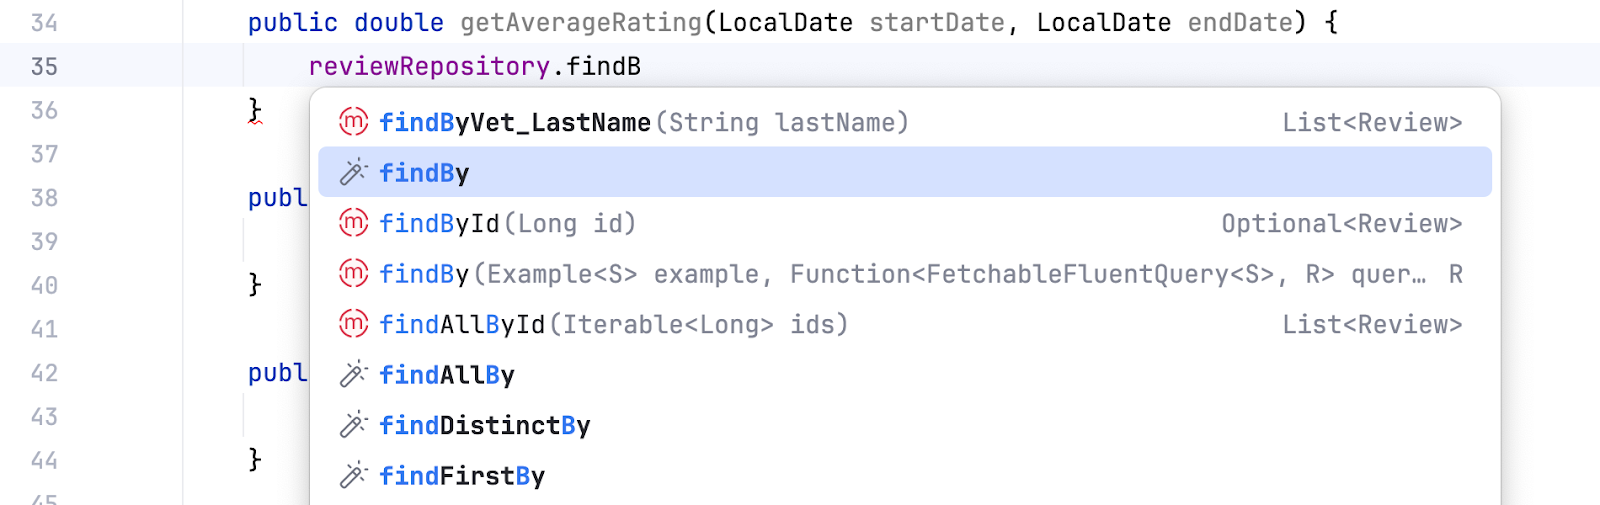 34 public double getAverageRating(LocalDate startDate, LocalDate endDate) {
35 reviewRepository.findB
36 }
m findByVet_LastName(String lastName) List<Review>
37
findBy
38 publ
m findById(Long id) Optional<Review>
39
m findBy(Example<S> example, Function<FetchableFluentQuery<S>, R> quer… R
40 }
m findAllById(Iterable<Long> ids) List<Review>
41
42 publ
findAllBy
43
findDistinctBy
44 }
findFirstBy
45